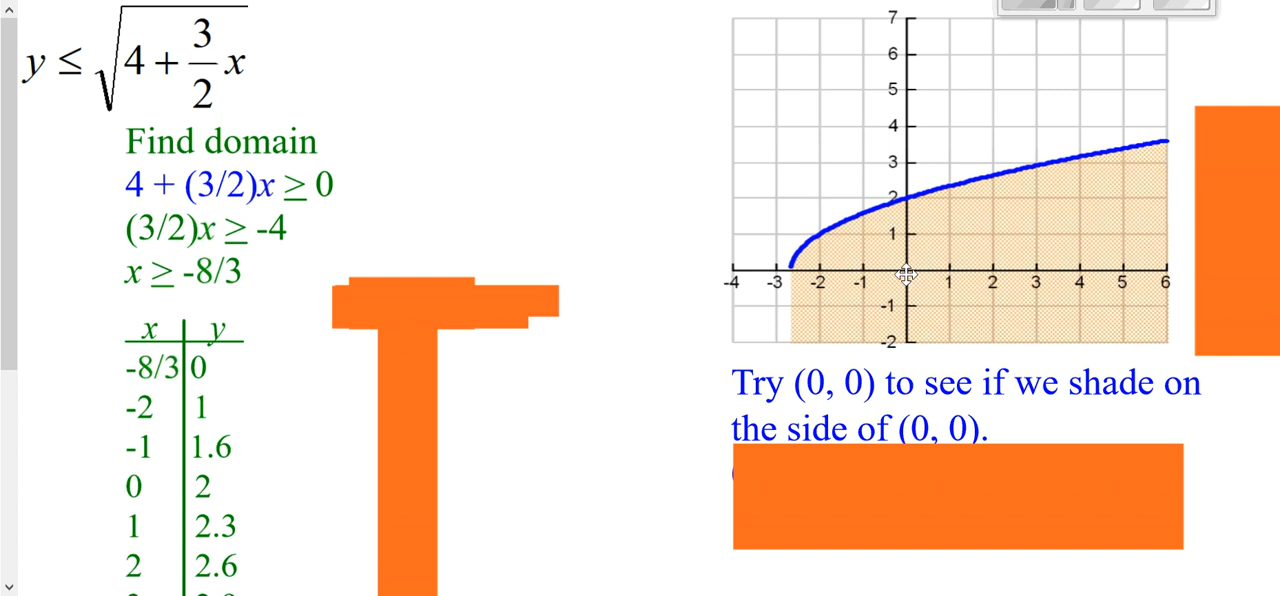 y ≤ √(4 + 3/2 x)
Find domain
4 + (3/2)x ≥ 0
(3/2)x ≥ -4
x ≥ -8/3
x y
-8/3 0
-2 1
-1 1.6
0 2
1 2.3
2 2.6
7
6
5
4
3
2
1
-4 -3 -2 -1 1 2 3 4 5 6
-1
-2
Try (0, 0) to see if we shade on
the side of (0, 0).